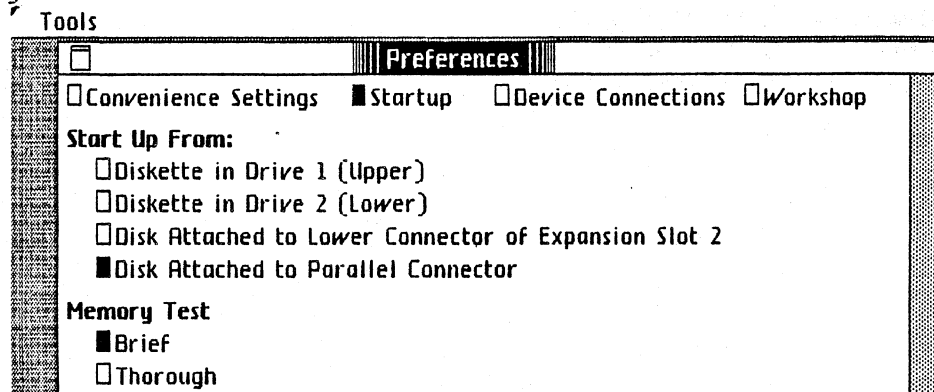 Tools
Preferences
Convenience Settings Startup Device Connections Workshop
Start Up From:
Diskette in Drive 1 (Upper)
Diskette in Drive 2 (Lower)
Disk Attached to Lower Connector of Expansion Slot 2
Disk Attached to Parallel Connector
Memory Test
Brief
Thorough